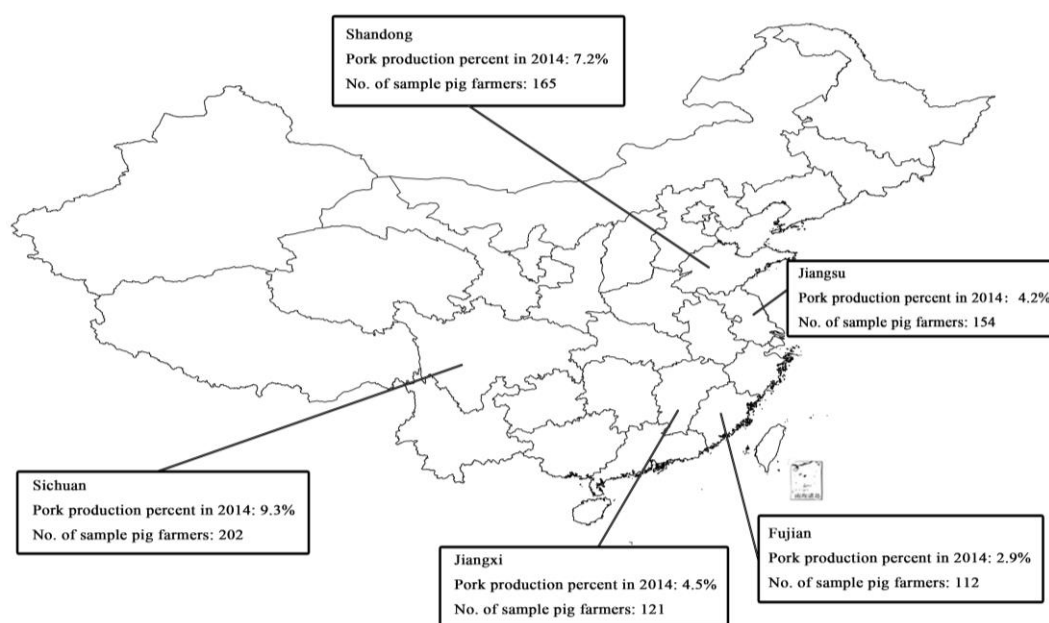 Shandong
Pork production percent in 2014: 7.2%
No. of sample pig farmers: 165
Jiangsu
Pork production percent in 2014: 4.2%
No. of sample pig farmers: 154
Sichuan
Pork production percent in 2014: 9.3%
No. of sample pig farmers: 202
Jiangxi
Pork production percent in 2014: 4.5%
No. of sample pig farmers: 121
Fujian
Pork production percent in 2014: 2.9%
No. of sample pig farmers: 112